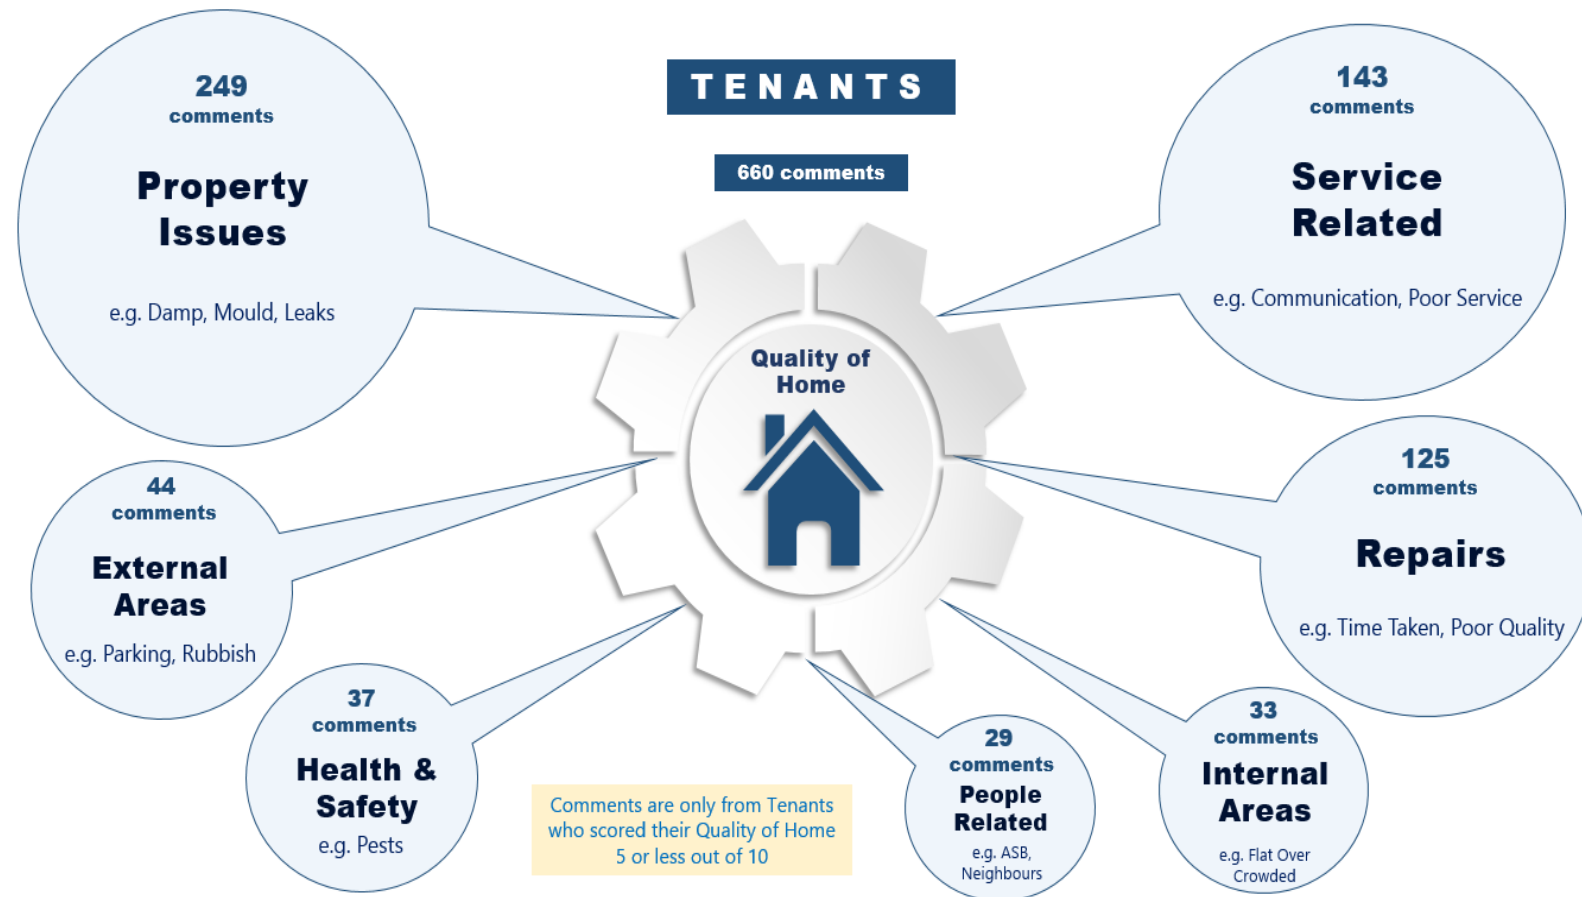 TENANTS
660 comments
249
comments
Property
Issues
e.g. Damp, Mould, Leaks
143
comments
Service
Related
e.g. Communication, Poor Service
Quality of
Home
44
comments
External
Areas
e.g. Parking, Rubbish
125
comments
Repairs
e.g. Time Taken, Poor Quality
37
comments
Health &
Safety
e.g. Pests
Comments are only from Tenants
who scored their Quality of Home
5 or less out of 10
29
comments
People
Related
e.g. ASB,
Neighbours
33
comments
Internal
Areas
e.g. Flat Over
Crowded